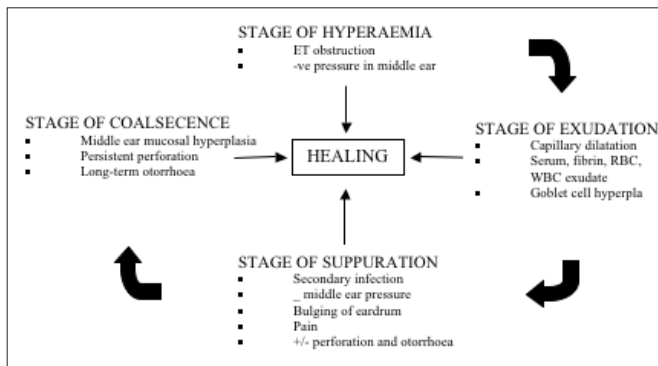 STAGE OF HYPERAEMIA
▪ ET obstruction
▪ -ve pressure in middle ear
STAGE OF COALSECENCE
▪ Middle ear mucosal hyperplasia
▪ Persistent perforation
▪ Long-term otorrhoea
HEALING
STAGE OF EXUDATION
▪ Capillary dilatation
▪ Serum, fibrin, RBC,
WBC exudate
▪ Goblet cell hyperpla
STAGE OF SUPPURATION
▪ Secondary infection
▪ _ middle ear pressure
▪ Bulging of eardrum
▪ Pain
▪ +/- perforation and otorrhoea